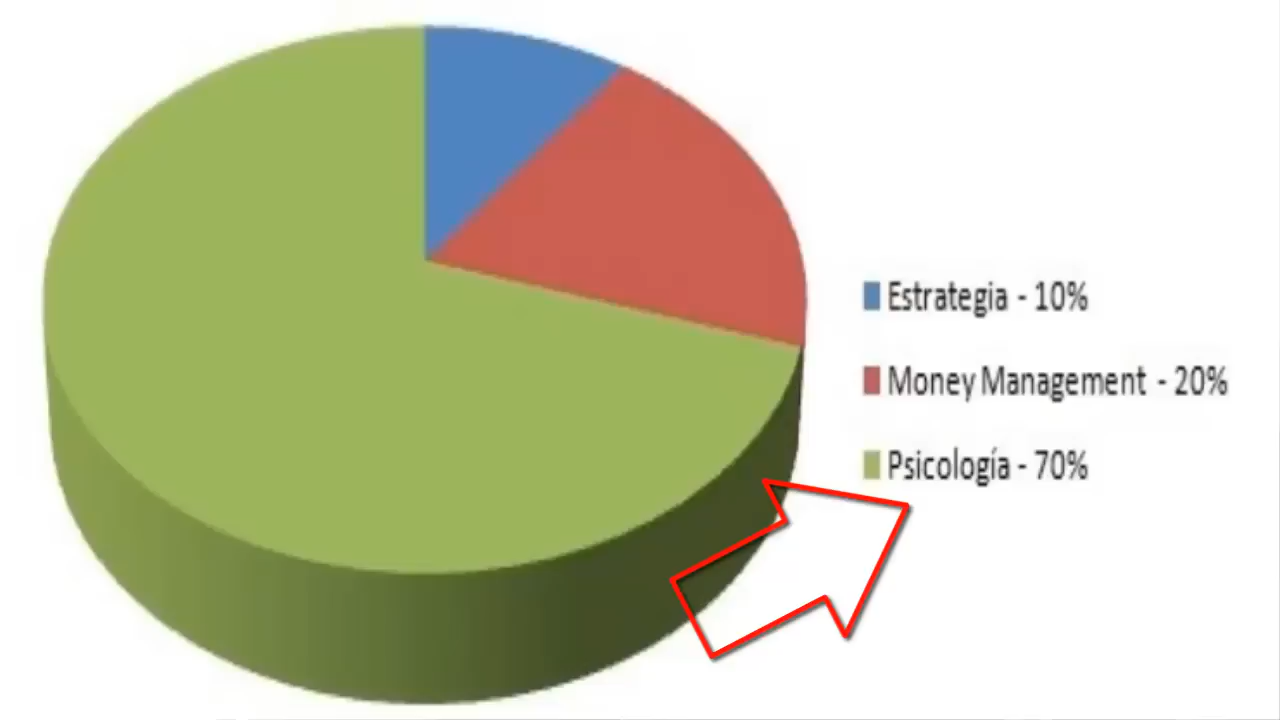 Estrategia - 10%
Money Management - 20%
Psicología - 70%